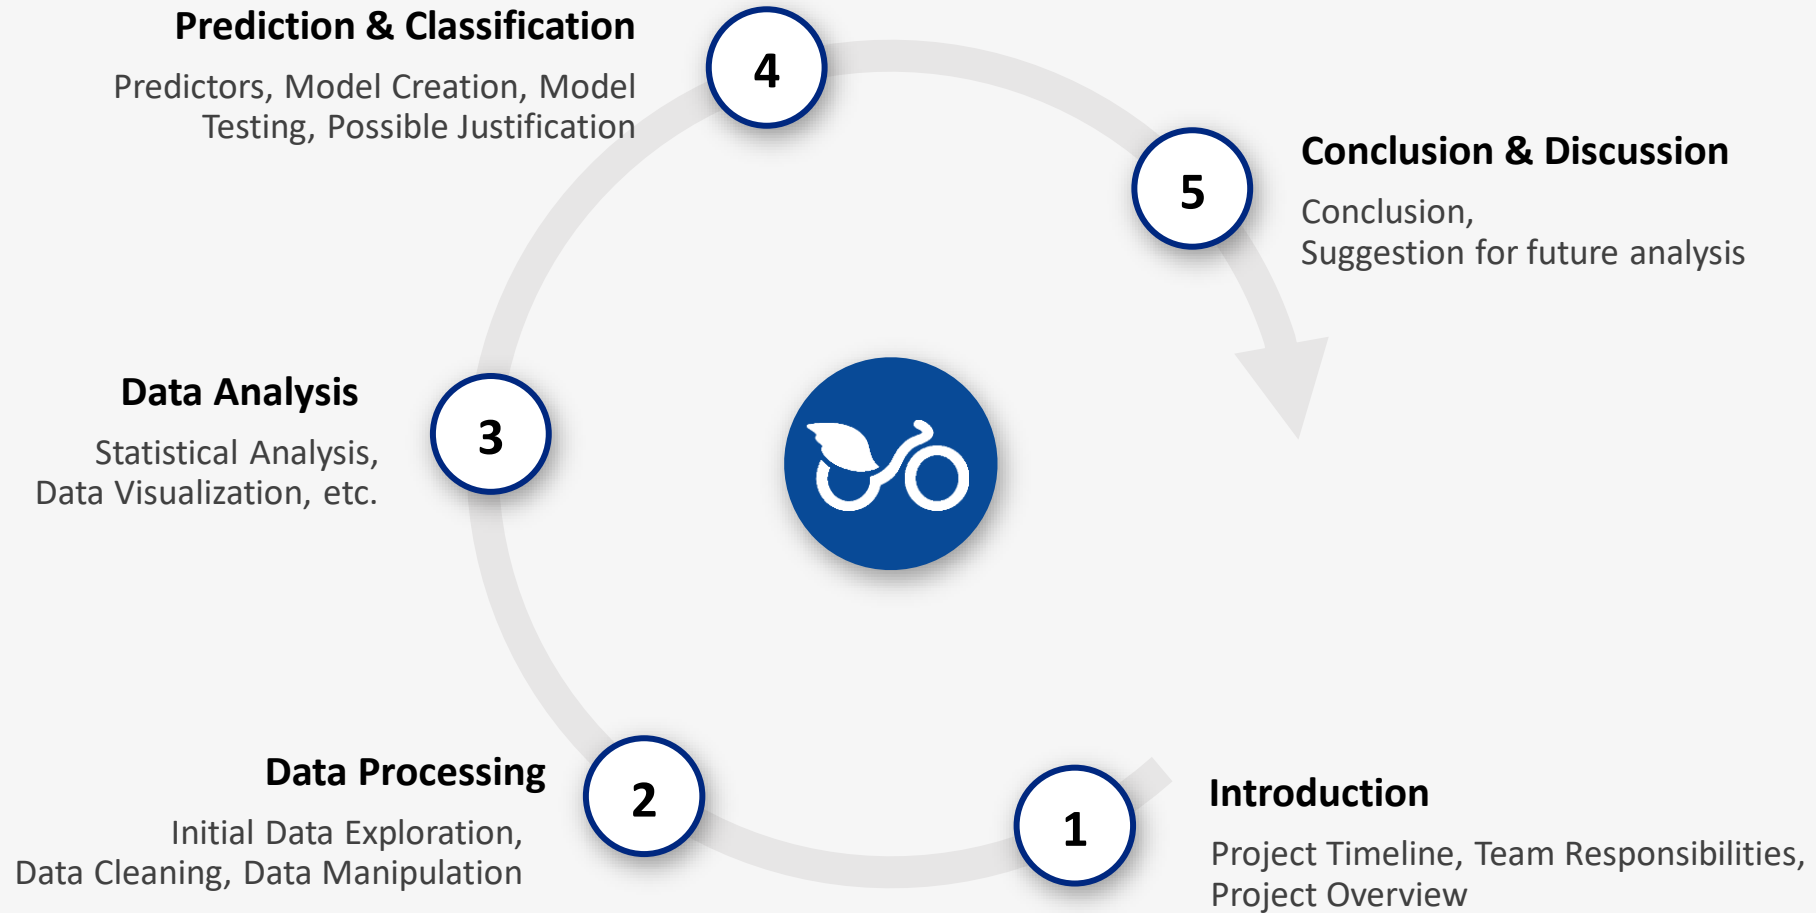 Prediction & Classification
Predictors, Model Creation, Model
Testing, Possible Justification
4
5
Conclusion & Discussion
Conclusion,
Suggestion for future analysis
Data Analysis
Statistical Analysis,
Data Visualization, etc.
3
Data Processing
Initial Data Exploration,
Data Cleaning, Data Manipulation
2
1
Introduction
Project Timeline, Team Responsibilities,
Project Overview